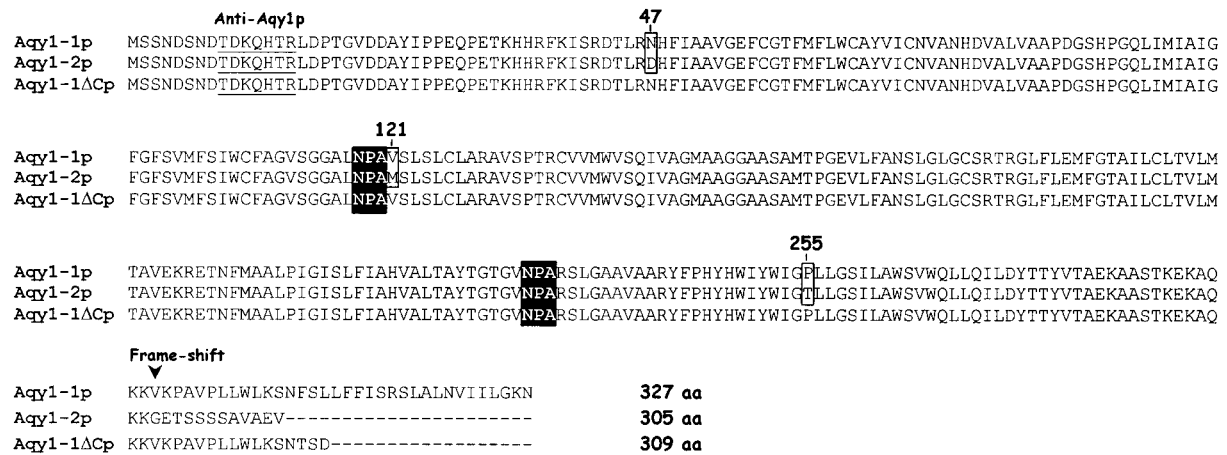 Anti-Aqy1p 47
Aqy1-1p MSSNDSNDTDKQHTRLDPTGVDDAYIPPEQPETKHHRFKISRDTLRNHFIAAVGEFCGTFMFLWCAYVICNVANHDVALVAAPDGSHPGQLIMIAIG
Aqy1-2p MSSNDSNDTDKQHTRLDPTGVDDAYIPPEQPETKHHRFKISRDTLRDHFIAAVGEFCGTFMFLWCAYVICNVANHDVALVAAPDGSHPGQLIMIAIG
Aqy1-1ΔCp MSSNDSNDTDKQHTRLDPTGVDDAYIPPEQPETKHHRFKISRDTLRNHFIAAVGEFCGTFMFLWCAYVICNVANHDVALVAAPDGSHPGQLIMIAIG
121
Aqy1-1p FGFSVMFSIWCFAGVSGGALNPAVSLSLCLARAVSPTRCVVMWVSQIVAGMAAGGAASAMTPGEVLFANSLGLGCSRTRGLFLEMFGTAILCLTVLM
Aqy1-2p FGFSVMFSIWCFAGVSGGALNPAMSLSLCLARAVSPTRCVVMWVSQIVAGMAAGGAASAMTPGEVLFANSLGLGCSRTRGLFLEMFGTAILCLTVLM
Aqy1-1ΔCp FGFSVMFSIWCFAGVSGGALNPAVSLSLCLARAVSPTRCVVMWVSQIVAGMAAGGAASAMTPGEVLFANSLGLGCSRTRGLFLEMFGTAILCLTVLM
255
Aqy1-1p TAVEKRETNFMAALPIGISLFIAHVALTAYTGTGVNPARSLGAAVAARYFPHYHWIYWIGPLLGSILAWSVWQLLQILDYTTYVTAEKAASTKEKAQ
Aqy1-2p TAVEKRETNFMAALPIGISLFIAHVALTAYTGTGVNPARSLGAAVAARYFPHYHWIYWIGTLLGSILAWSVWQLLQILDYTTYVTAEKAASTKEKAQ
Aqy1-1ΔCp TAVEKRETNFMAALPIGISLFIAHVALTAYTGTGVNPARSLGAAVAARYFPHYHWIYWIGPLLGSILAWSVWQLLQILDYTTYVTAEKAASTKEKAQ
Frame-shift
Aqy1-1p KKVKPAVPLLWLKSNFSLLFFISRSLALNVIILGKN 327 aa
Aqy1-2p KKGETSSSSAVAEV---------------------- 305 aa
Aqy1-1ΔCp KKVKPAVPLLWLKSNTSD------------------ 309 aa